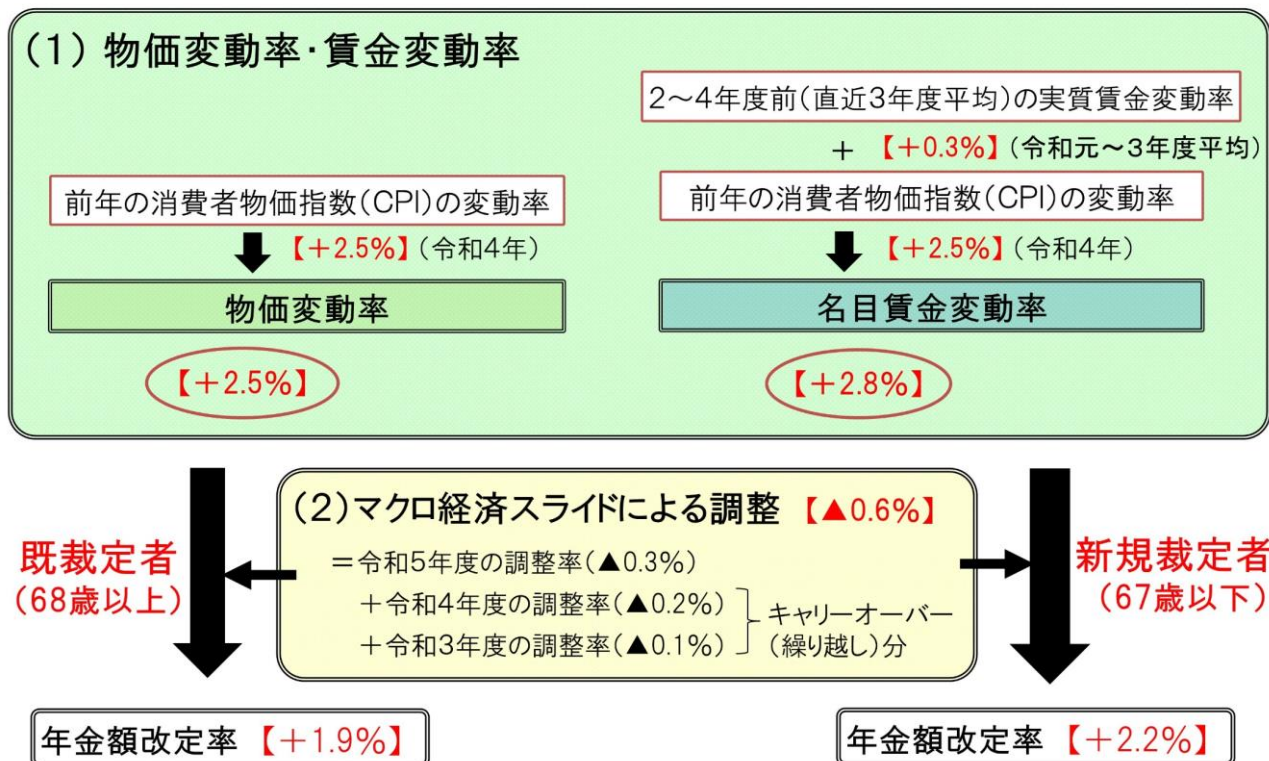 (1) 物価変動率・賃金変動率
2～4年度前(直近3年度平均)の実質賃金変動率
＋ 【＋0.3%】(令和元～3年度平均)
前年の消費者物価指数(CPI)の変動率
【＋2.5%】(令和4年)
物価変動率
【＋2.5%】
前年の消費者物価指数(CPI)の変動率
【＋2.5%】(令和4年)
名目賃金変動率
【＋2.8%】
(2)マクロ経済スライドによる調整 【▲0.6%】
＝令和5年度の調整率(▲0.3%)
＋令和4年度の調整率(▲0.2%)
＋令和3年度の調整率(▲0.1%)
キャリーオーバー
(繰り越し)分
既裁定者
(68歳以上)
新規裁定者
(67歳以下)
年金額改定率 【＋1.9%】
年金額改定率 【＋2.2%】